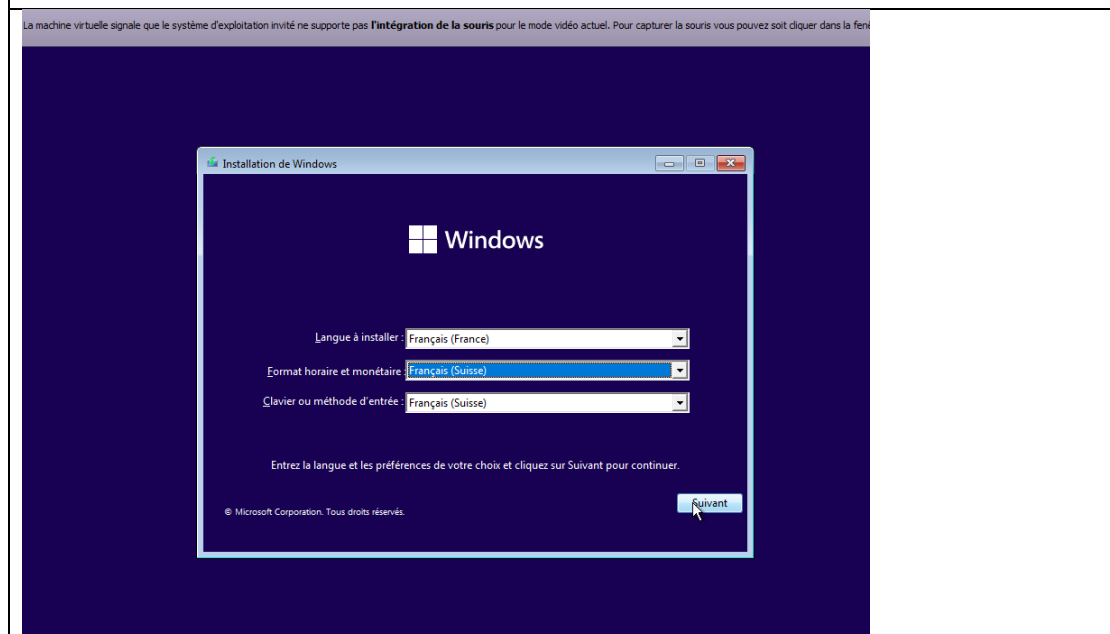 La machine virtuelle signale que le système d'exploitation invité ne supporte pas l'intégration de la souris pour le mode vidéo actuel. Pour capturer la souris vous pouvez soit cliquer dans la
Installation de Windows
Windows
Langue à installer : Français (France)
Format horaire et monétaire : Français (Suisse)
Clavier ou méthode d'entrée : Français (Suisse)
Entrez la langue et les préférences de votre choix et cliquez sur Suivant pour continuer.
Suivant
© Microsoft Corporation. Tous droits réservés.